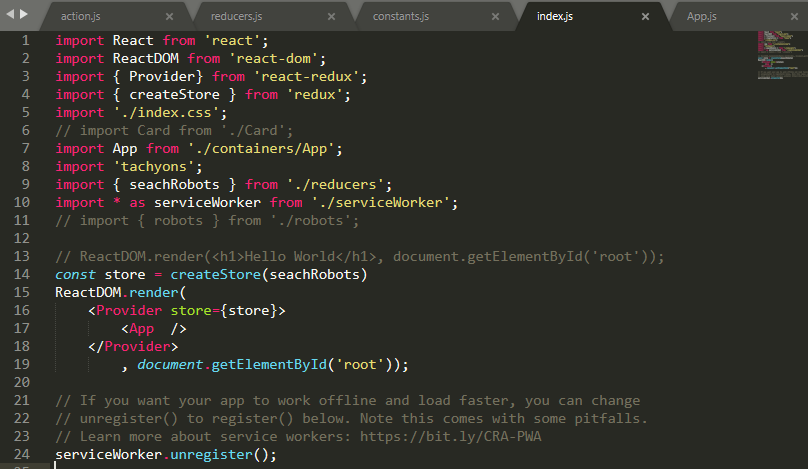 action.js × reducers.js × constants.js × index.js × App.js ×
1 import React from 'react';
2 import ReactDOM from 'react-dom';
3 import { Provider} from 'react-redux';
4 import { createStore } from 'redux';
5 import './index.css';
6 // import Card from './Card';
7 import App from './containers/App';
8 import 'tachyons';
9 import { seachRobots } from './reducers';
10 import * as serviceWorker from './serviceWorker';
11 // import { robots } from './robots';
12
13 // ReactDOM.render(<h1>Hello World</h1>, document.getElementById('root'));
14 const store = createStore(seachRobots)
15 ReactDOM.render(
16     <Provider store={store}>
17         <App  />
18     </Provider>
19         , document.getElementById('root'));
20
21 // If you want your app to work offline and load faster, you can change
22 // unregister() to register() below. Note this comes with some pitfalls.
23 // Learn more about service workers: https://bit.ly/CRA-PWA
24 serviceWorker.unregister();